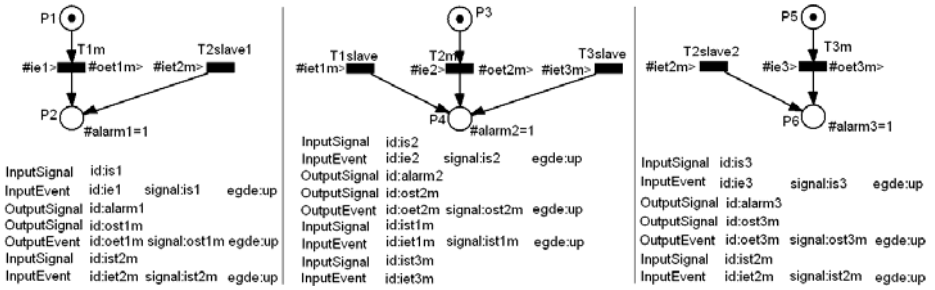 P1
T1m
#ie1> #oet1m>
P2
#alarm1=1
T2slave1
#iet2m>
InputSignal id:is1
InputEvent id:ie1 signal:is1 egde:up
OutputSignal id:alarm1
OutputSignal id:ost1m
OutputEvent id:oet1m signal:ost1m egde:up
InputSignal id:ist2m
InputEvent id:iet2m signal:ist2m egde:up
P3
T1slave
#iet1m>
T2m
#ie2> #oet2m>
T3slave
#iet3m>
P4
#alarm2=1
InputSignal id:is2
InputEvent id:ie2 signal:is2 egde:up
OutputSignal id:alarm2
OutputSignal id:ost2m
OutputEvent id:oet2m signal:ost2m egde:up
InputSignal id:ist1m
InputEvent id:iet1m signal:ist1m egde:up
InputSignal id:ist3m
InputEvent id:iet3m
P5
T2slave2
#iet2m>
T3m
#ie3> #oet3m>
P6
#alarm3=1
InputSignal id:is3
InputEvent id:ie3 signal:is3 egde:up
OutputSignal id:alarm3
OutputSignal id:ost3m
OutputEvent id:oet3m signal:ost3m egde:up
InputSignal id:ist2m
InputEvent id:iet2m signal:ist2m egde:up